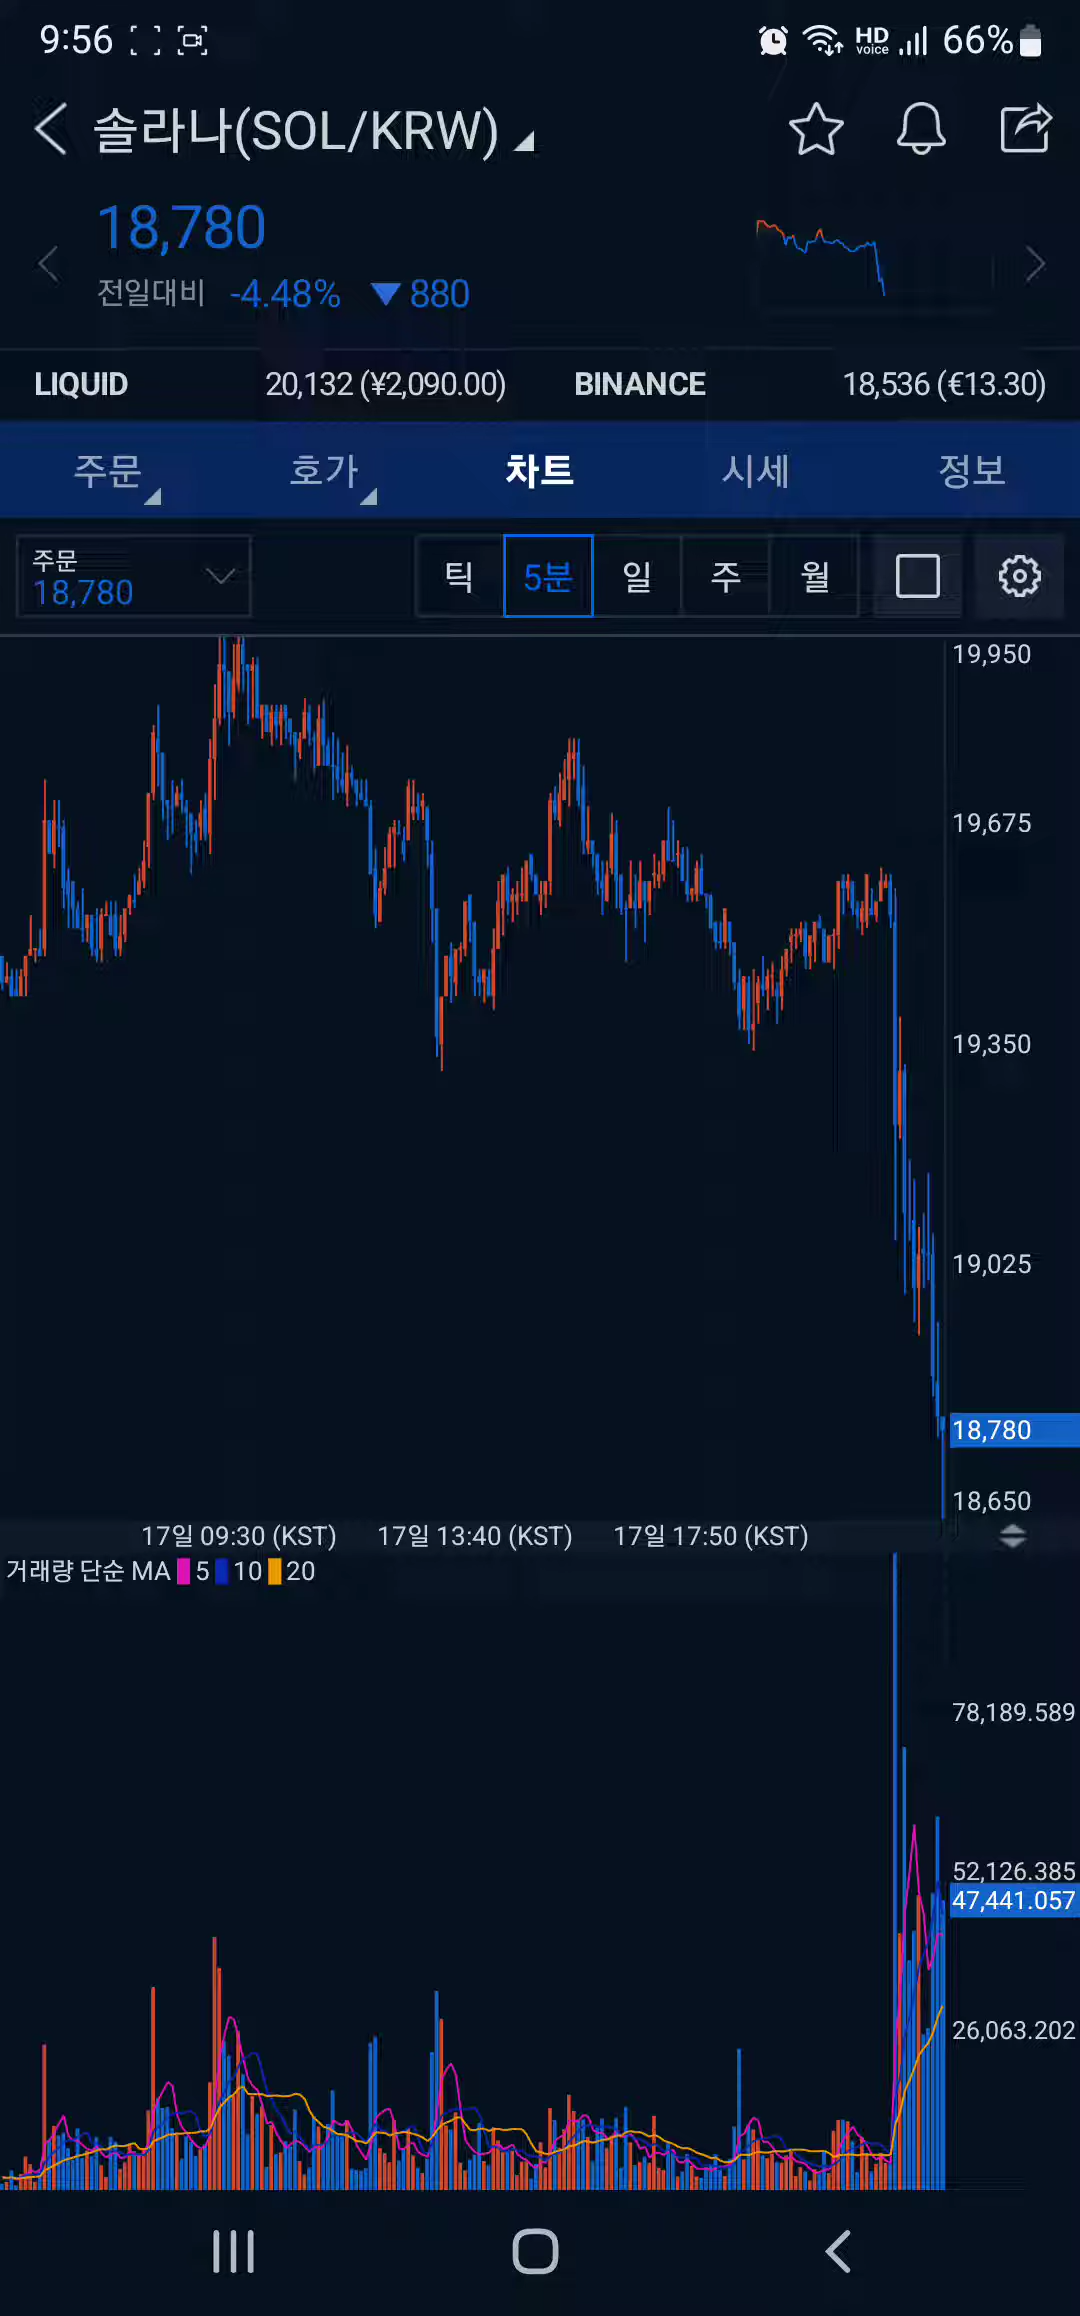 9:56 HD voice 66%
솔라나(SOL/KRW)
18,780
전일대비 -4.48% ▼ 880
LIQUID 20,132 (¥2,090.00) BINANCE 18,536 (€13.30)
주문 호가 차트 시세 정보
주문
18,780
틱 5분 일 주 월
19,950
19,675
19,350
19,025
18,780
18,650
17일 09:30 (KST) 17일 13:40 (KST) 17일 17:50 (KST)
거래량 단순 MA 5 10 20
78,189.589
52,126.385
47,441.057
26,063.202